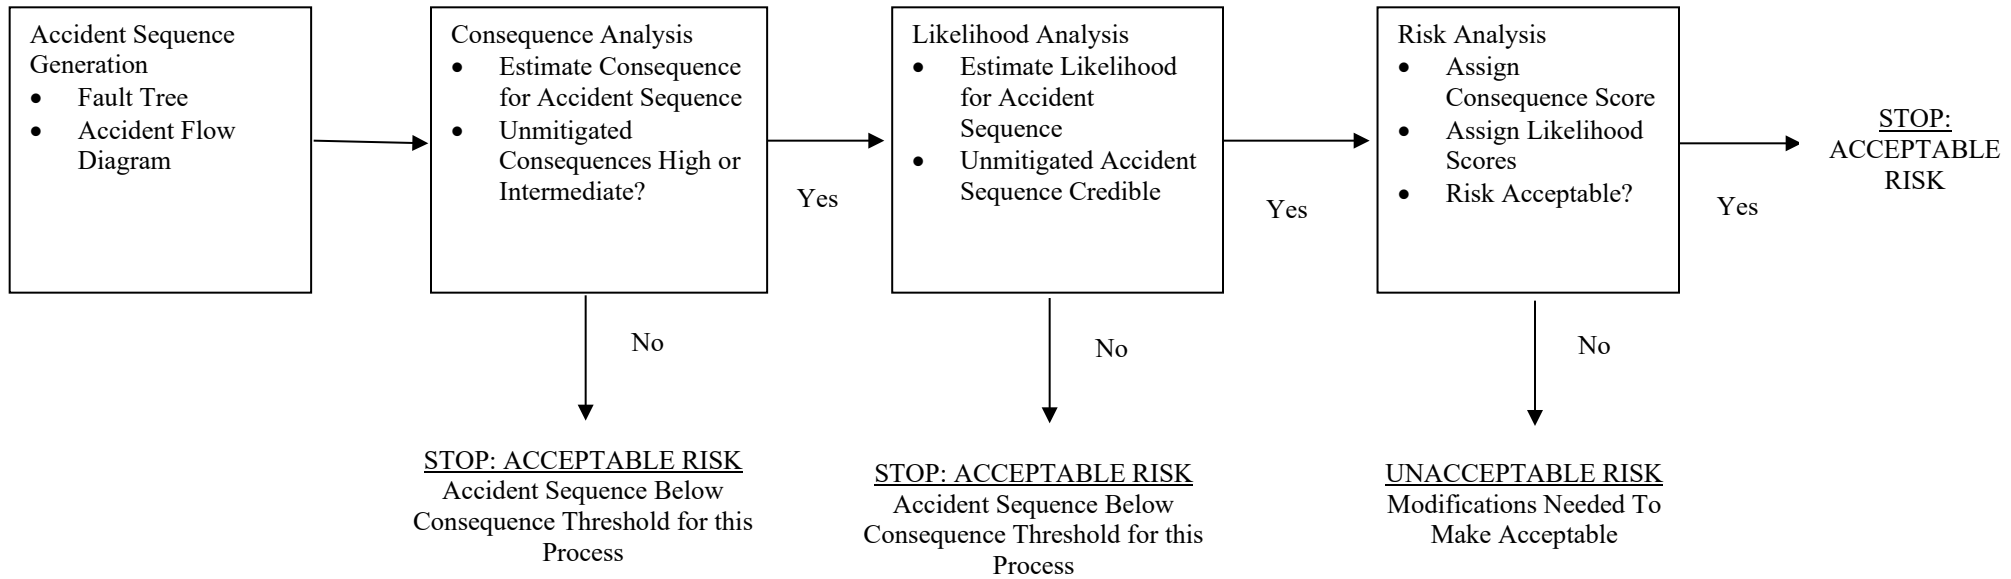 Accident Sequence
Generation
• Fault Tree
• Accident Flow
Diagram
Consequence Analysis
• Estimate Consequence
for Accident Sequence
• Unmitigated
Consequences High or
Intermediate?
Yes
No
STOP: ACCEPTABLE RISK
Accident Sequence Below
Consequence Threshold for this
Process
Likelihood Analysis
• Estimate Likelihood
for Accident
Sequence
• Unmitigated Accident
Sequence Credible
Yes
No
STOP: ACCEPTABLE RISK
Accident Sequence Below
Consequence Threshold for this
Process
Risk Analysis
• Assign
Consequence Score
• Assign Likelihood
Scores
• Risk Acceptable?
Yes
No
UNACCEPTABLE RISK
Modifications Needed To
Make Acceptable
STOP:
ACCEPTABLE
RISK